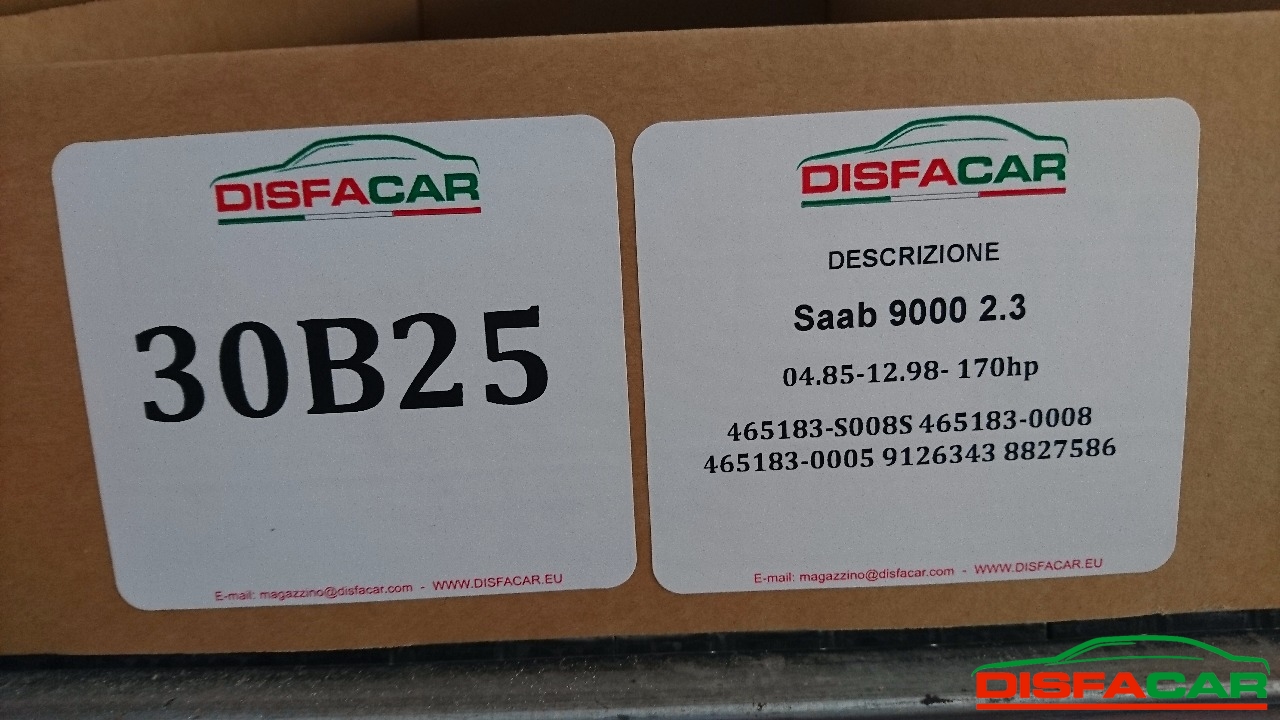 DISFACAR
30B25
E-mail: magazzino@disfacar.com - WWW.DISFACAR.EU
DISFACAR
DESCRIZIONE
Saab 9000 2.3
04.85-12.98- 170hp
465183-S008S 465183-0008
465183-0005 9126343 8827586
E-mail: magazzino@disfacar.com - WWW.DISFACAR.EU
DISFACAR